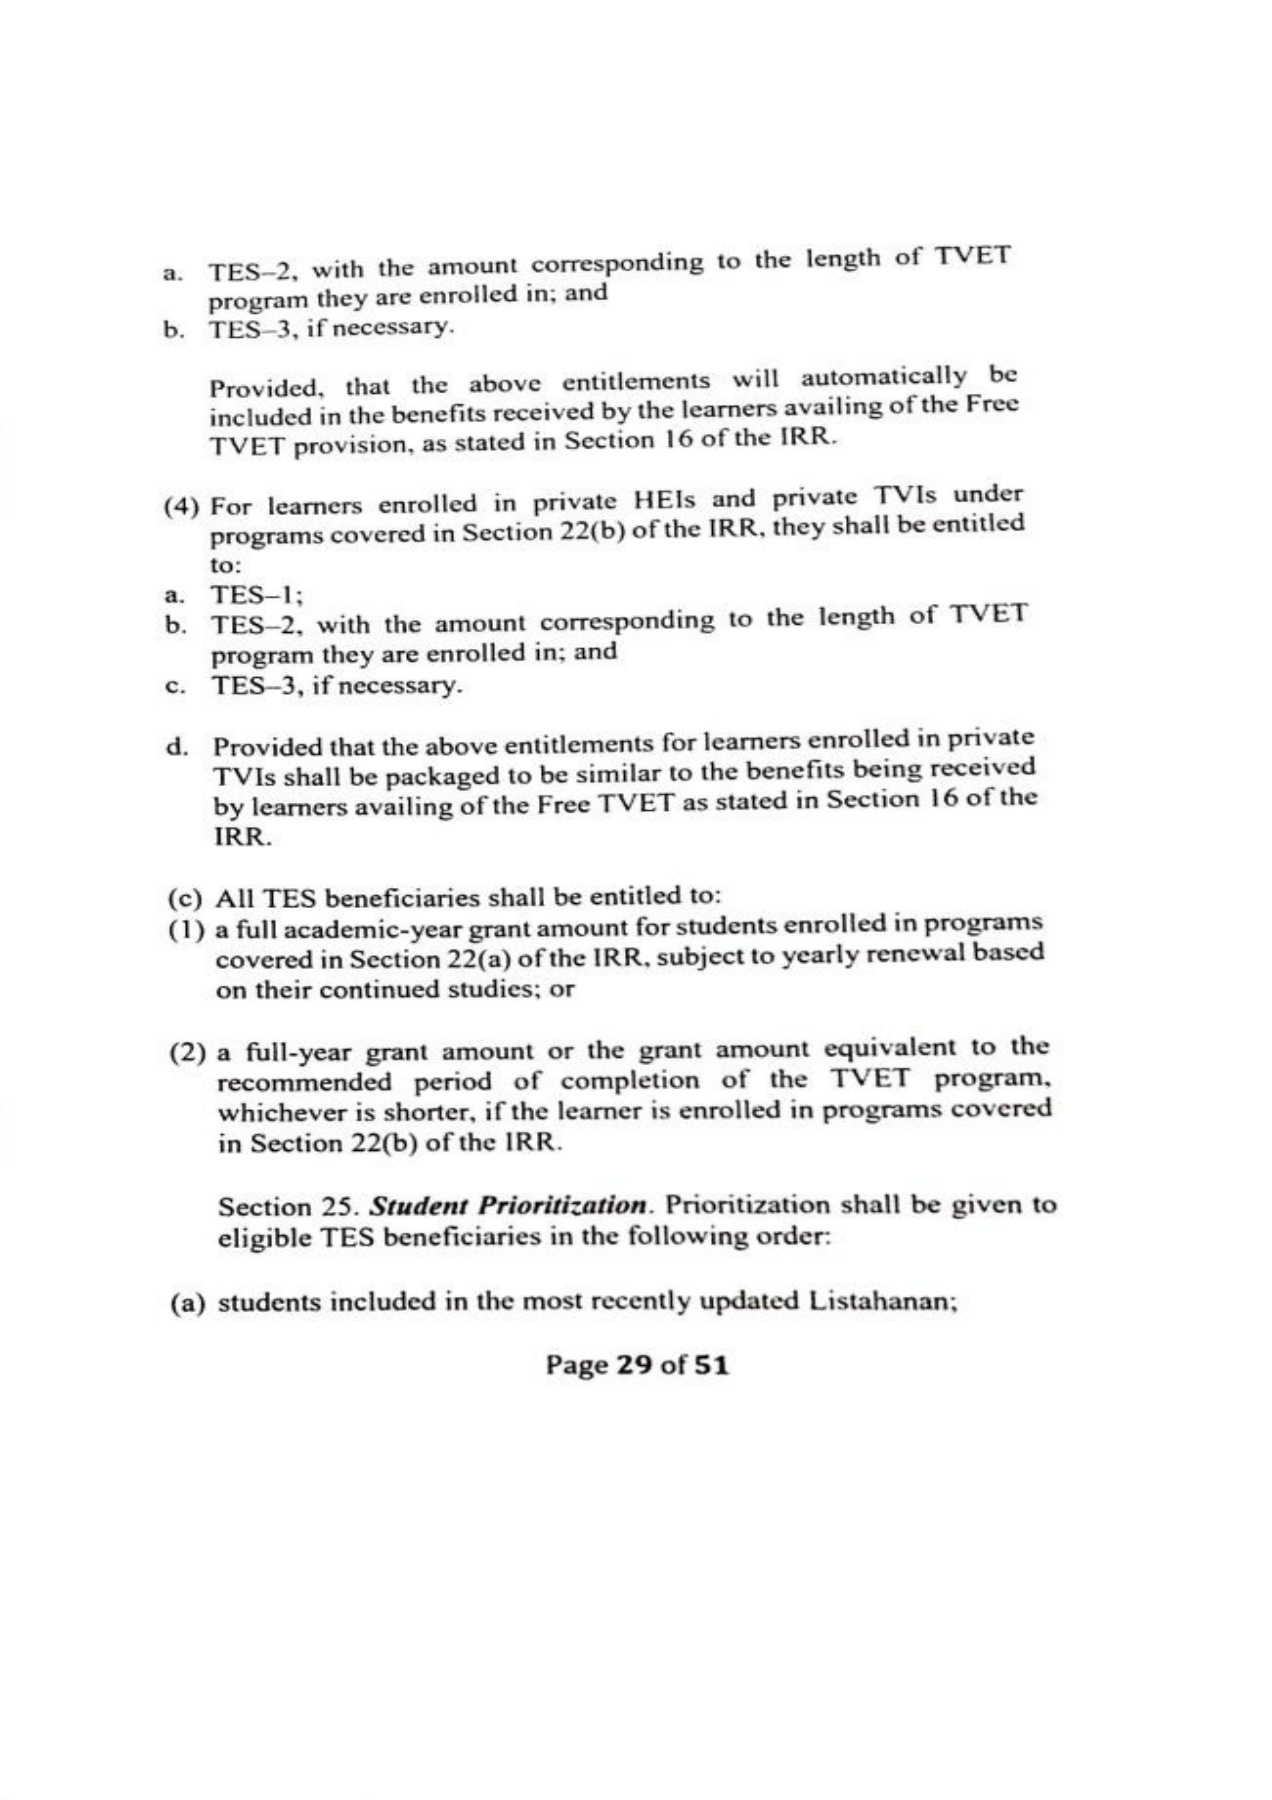 a. TES–2, with the amount corresponding to the length of TVET
program they are enrolled in; and
b. TES–3, if necessary.
Provided, that the above entitlements will automatically be
included in the benefits received by the learners availing of the Free
TVET provision, as stated in Section 16 of the IRR.
(4) For learners enrolled in private HEIs and private TVIs under
programs covered in Section 22(b) of the IRR, they shall be entitled
to:
a. TES–1;
b. TES–2, with the amount corresponding to the length of TVET
program they are enrolled in; and
c. TES–3, if necessary.
d. Provided that the above entitlements for learners enrolled in private
TVIs shall be packaged to be similar to the benefits being received
by learners availing of the Free TVET as stated in Section 16 of the
IRR.
(c) All TES beneficiaries shall be entitled to:
(1) a full academic-year grant amount for students enrolled in programs
covered in Section 22(a) of the IRR, subject to yearly renewal based
on their continued studies; or
(2) a full-year grant amount or the grant amount equivalent to the
recommended period of completion of the TVET program,
whichever is shorter, if the learner is enrolled in programs covered
in Section 22(b) of the IRR.
Section 25. Student Prioritization. Prioritization shall be given to
eligible TES beneficiaries in the following order:
(a) students included in the most recently updated Listahanan;
Page 29 of 51